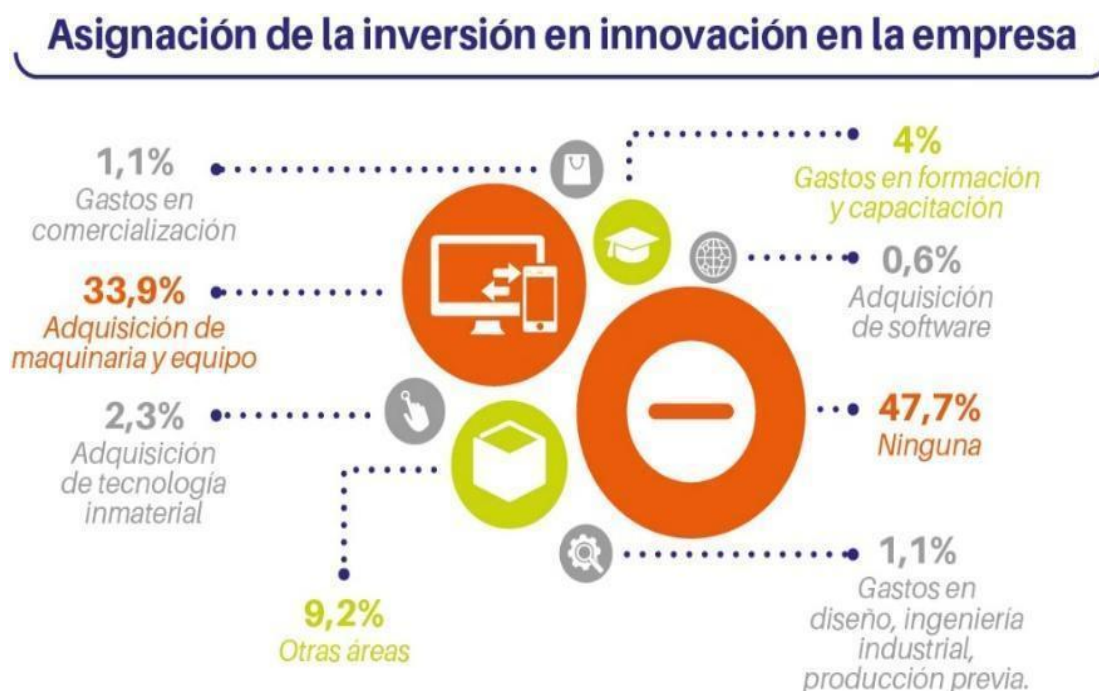 Asignación de la inversión en innovación en la empresa
1,1%
Gastos en
comercialización
33,9%
Adquisición de
maquinaria y equipo
2,3%
Adquisición
de tecnología
inmaterial
9,2%
Otras áreas
4%
Gastos en formación
y capacitación
0,6%
Adquisición
de software
47,7%
Ninguna
1,1%
Gastos en
diseño, ingeniería
industrial,
producción previa.